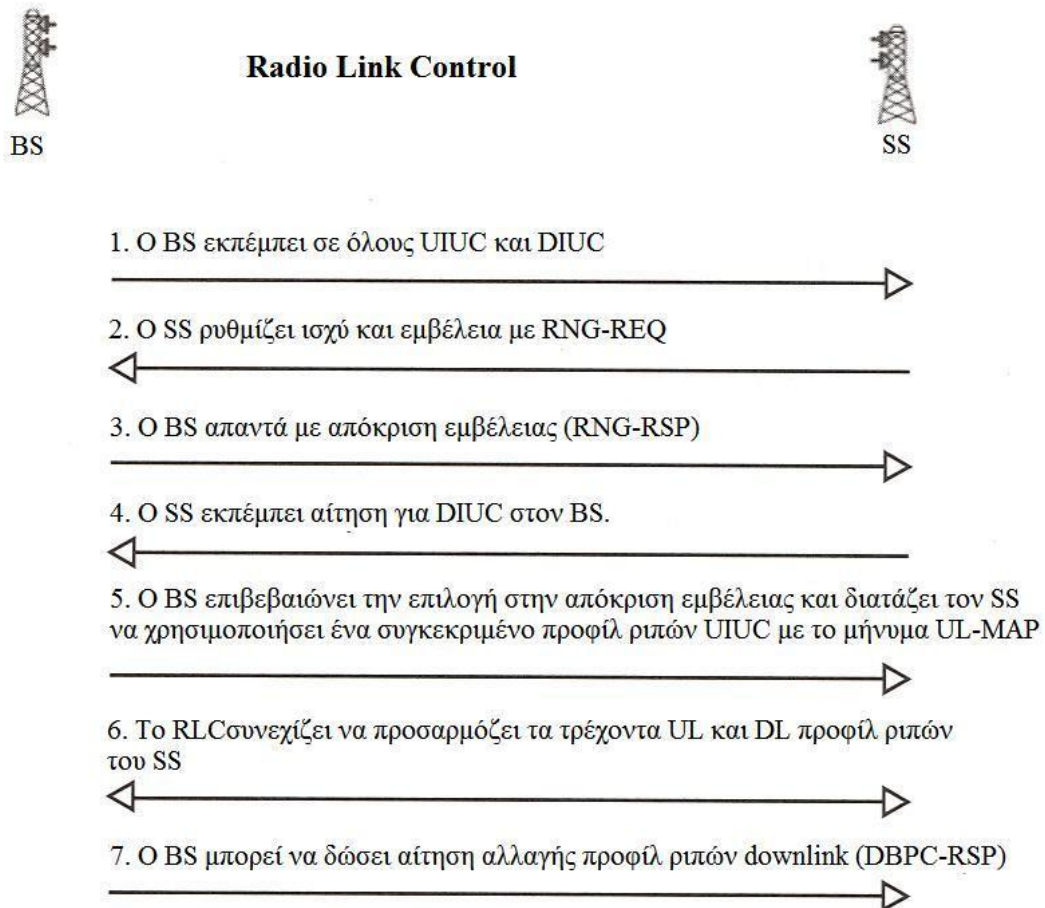 Radio Link Control
BS
SS
1. Ο BS εκπέμπει σε όλους UIUC και DIUC
2. Ο SS ρυθμίζει ισχύ και εμβέλεια με RNG-REQ
3. Ο BS απαντά με απόκριση εμβέλειας (RNG-RSP)
4. Ο SS εκπέμπει αίτηση για DIUC στον BS.
5. Ο BS επιβεβαιώνει την επιλογή στην απόκριση εμβέλειας και διατάζει τον SS
να χρησιμοποιήσει ένα συγκεκριμένο προφίλ ριπών UIUC με το μήνυμα UL-MAP
6. Το RLCσυνεχίζει να προσαρμόζει τα τρέχοντα UL και DL προφίλ ριπών
του SS
7. Ο BS μπορεί να δώσει αίτηση αλλαγής προφίλ ριπών downlink (DBPC-RSP)